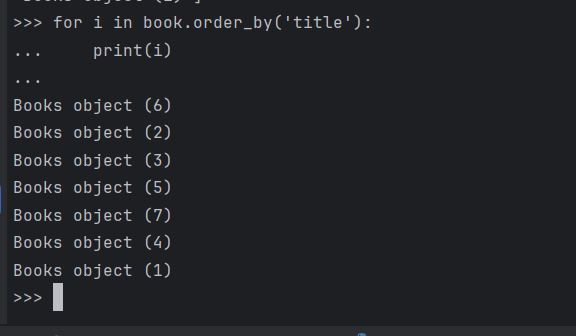 >>> for i in book.order_by('title'):
...     print(i)
...
Books object (6)
Books object (2)
Books object (3)
Books object (5)
Books object (7)
Books object (4)
Books object (1)
>>>